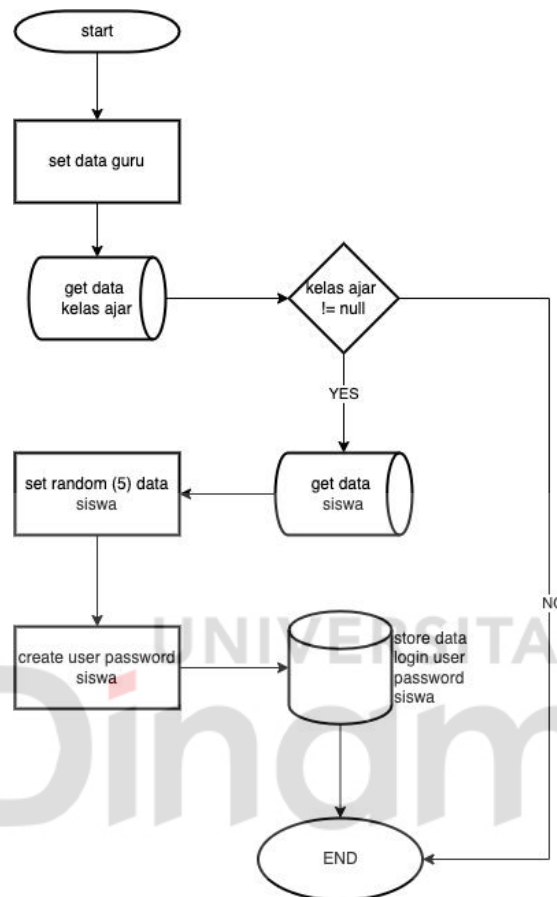 start
set data guru
get data
kelas ajar
kelas ajar
!= null
YES
set random (5) data
siswa
get data
siswa
NO
UNIVERSITA
create user password
siswa
store data
login user
password
siswa
Dinam
END